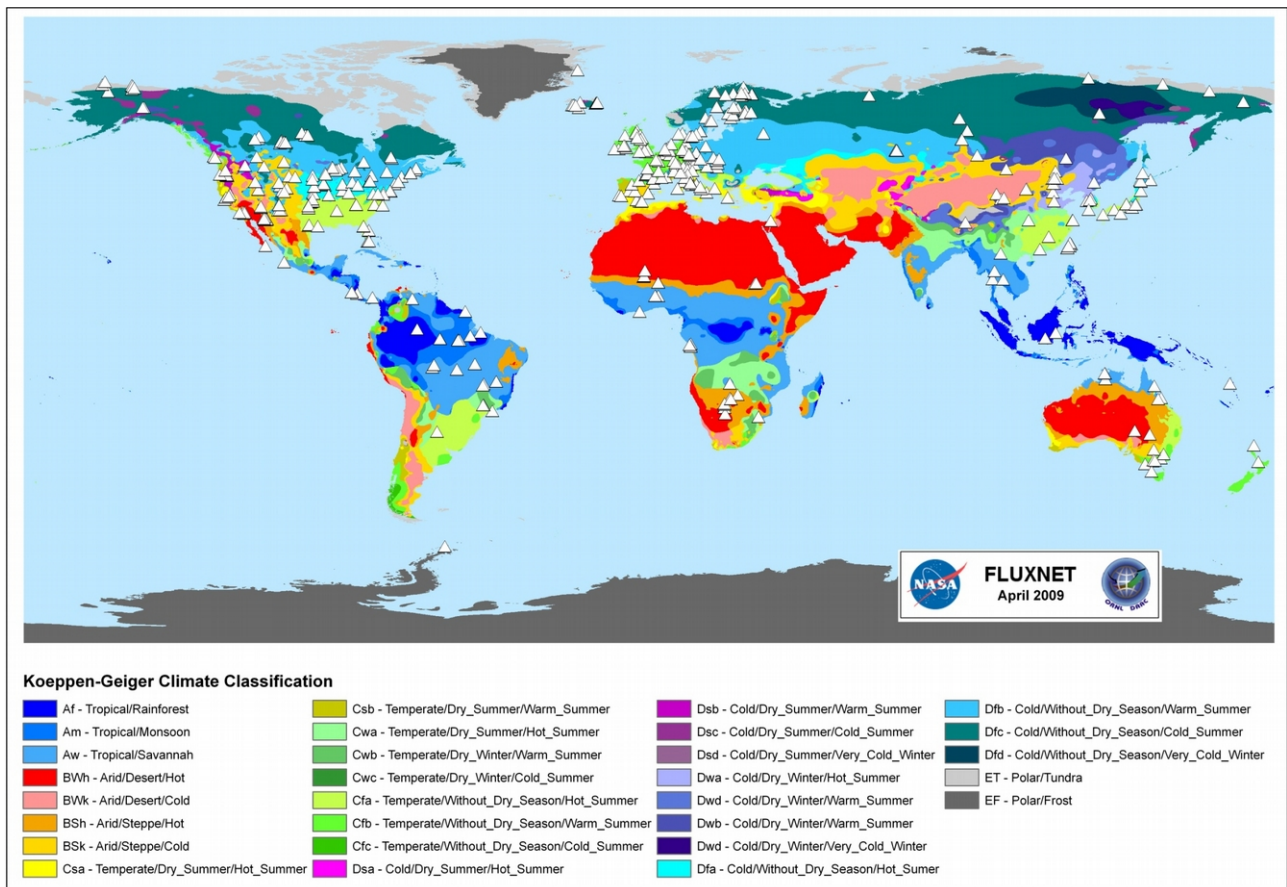 NASA
FLUXNET
April 2009
ORNL DAAC
Koeppen-Geiger Climate Classification
Af - Tropical/Rainforest
Am - Tropical/Monsoon
Aw - Tropical/Savannah
BWh - Arid/Desert/Hot
BWk - Arid/Desert/Cold
BSh - Arid/Steppe/Hot
BSk - Arid/Steppe/Cold
Csa - Temperate/Dry_Summer/Hot_Summer
Csb - Temperate/Dry_Summer/Warm_Summer
Cwa - Temperate/Dry_Summer/Hot_Summer
Cwb - Temperate/Dry_Winter/Warm_Summer
Cwc - Temperate/Dry_Winter/Cold_Summer
Cfa - Temperate/Without_Dry_Season/Hot_Summer
Cfb - Temperate/Without_Dry_Season/Warm_Summer
Cfc - Temperate/Without_Dry_Season/Cold_Summer
Dsa - Cold/Dry_Summer/Hot_Summer
Dsb - Cold/Dry_Summer/Warm_Summer
Dsc - Cold/Dry_Summer/Cold_Summer
Dsd - Cold/Dry_Summer/Very_Cold_Winter
Dwa - Cold/Dry_Winter/Hot_Summer
Dwd - Cold/Dry_Winter/Warm_Summer
Dwb - Cold/Dry_Winter/Warm_Summer
Dwd - Cold/Dry_Winter/Very_Cold_Winter
Dfa - Cold/Without_Dry_Season/Hot_Sumer
Dfb - Cold/Without_Dry_Season/Warm_Summer
Dfc - Cold/Without_Dry_Season/Cold_Summer
Dfd - Cold/Without_Dry_Season/Very_Cold_Winter
ET - Polar/Tundra
EF - Polar/Frost